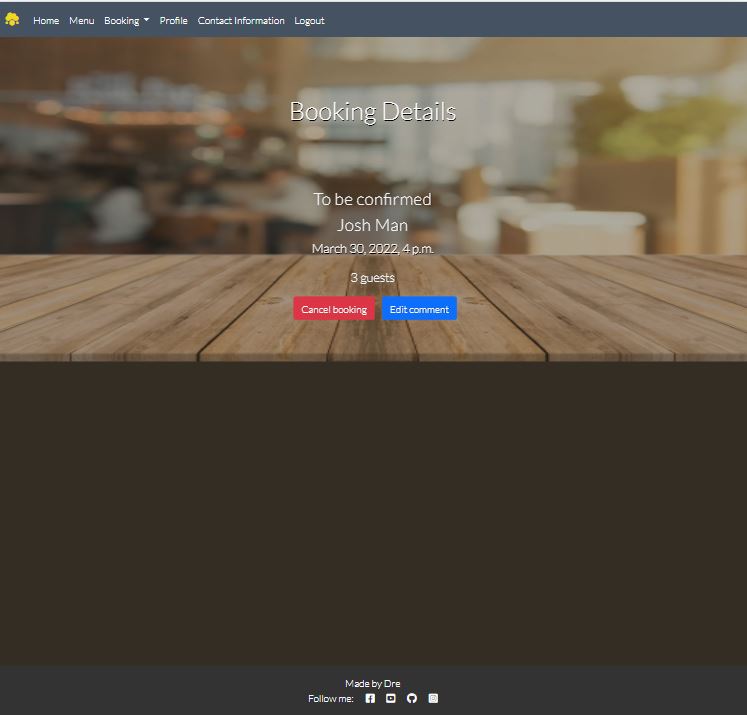 Home Menu Booking Profile Contact Information Logout
Booking Details
To be confirmed
Josh Man
March 30, 2022, 4 p.m.
3 guests
Cancel booking Edit comment
Made by Dre
Follow me: